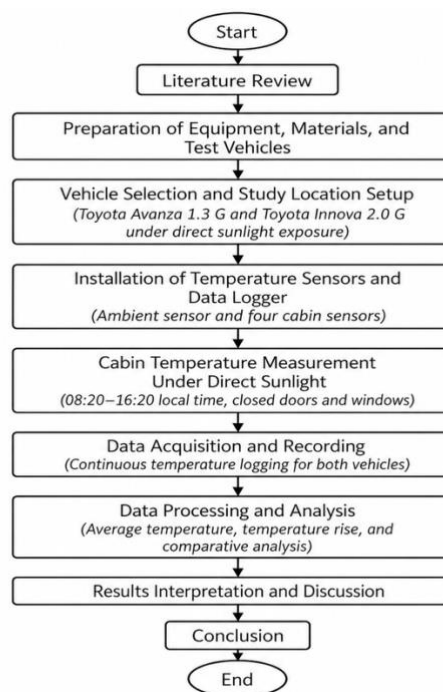 Start
Literature Review
Preparation of Equipment, Materials, and
Test Vehicles
Vehicle Selection and Study Location Setup
(Toyota Avanza 1.3 G and Toyota Innova 2.0 G
under direct sunlight exposure)
Installation of Temperature Sensors and
Data Logger
(Ambient sensor and four cabin sensors)
Cabin Temperature Measurement
Under Direct Sunlight
(08:20–16:20 local time, closed doors and windows)
Data Acquisition and Recording
(Continuous temperature logging for both vehicles)
Data Processing and Analysis
(Average temperature, temperature rise, and
comparative analysis)
Results Interpretation and Discussion
Conclusion
End